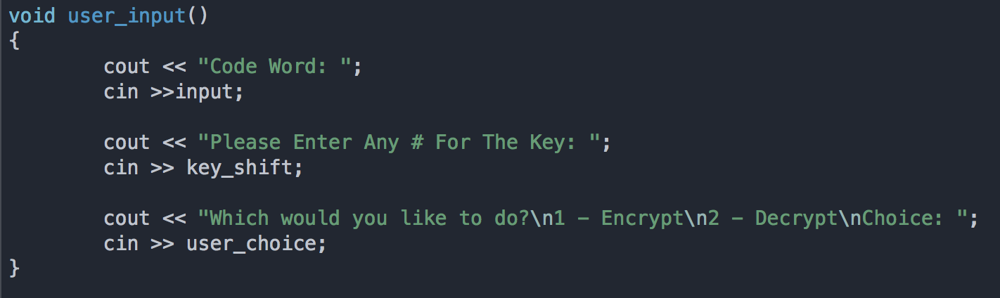 void user_input()
{
cout << "Code Word: ";
cin >>input;
cout << "Please Enter Any # For The Key: ";
cin >> key_shift;
cout << "Which would you like to do?\n1 - Encrypt\n2 - Decrypt\nChoice: ";
cin >> user_choice;
}